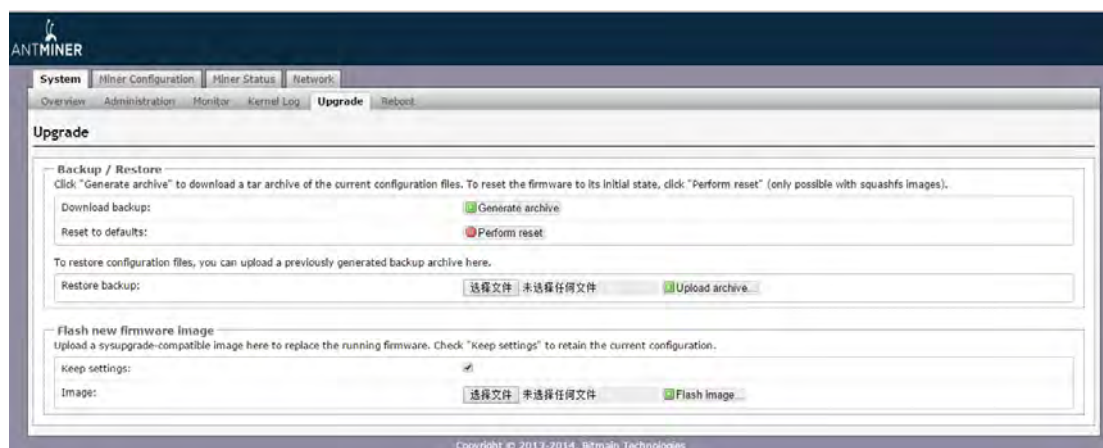 ANTMINER
System Miner Configuration Miner Status Network
Overview Administration Monitor Kernel Log Upgrade Reboot
Upgrade
Backup / Restore
Click "Generate archive" to download a tar archive of the current configuration files. To reset the firmware to its initial state, click "Perform reset" (only possible with squashfs images).
Download backup: Generate archive
Reset to defaults: Perform reset
To restore configuration files, you can upload a previously generated backup archive here.
Restore backup: 选择文件 未选择任何文件 Upload archive...
Flash new firmware image
Upload a sysupgrade-compatible image here to replace the running firmware. Check "Keep settings" to retain the current configuration.
Keep settings:
Image: 选择文件 未选择任何文件 Flash image...
Copyright © 2013-2014, Bitmain Technologies